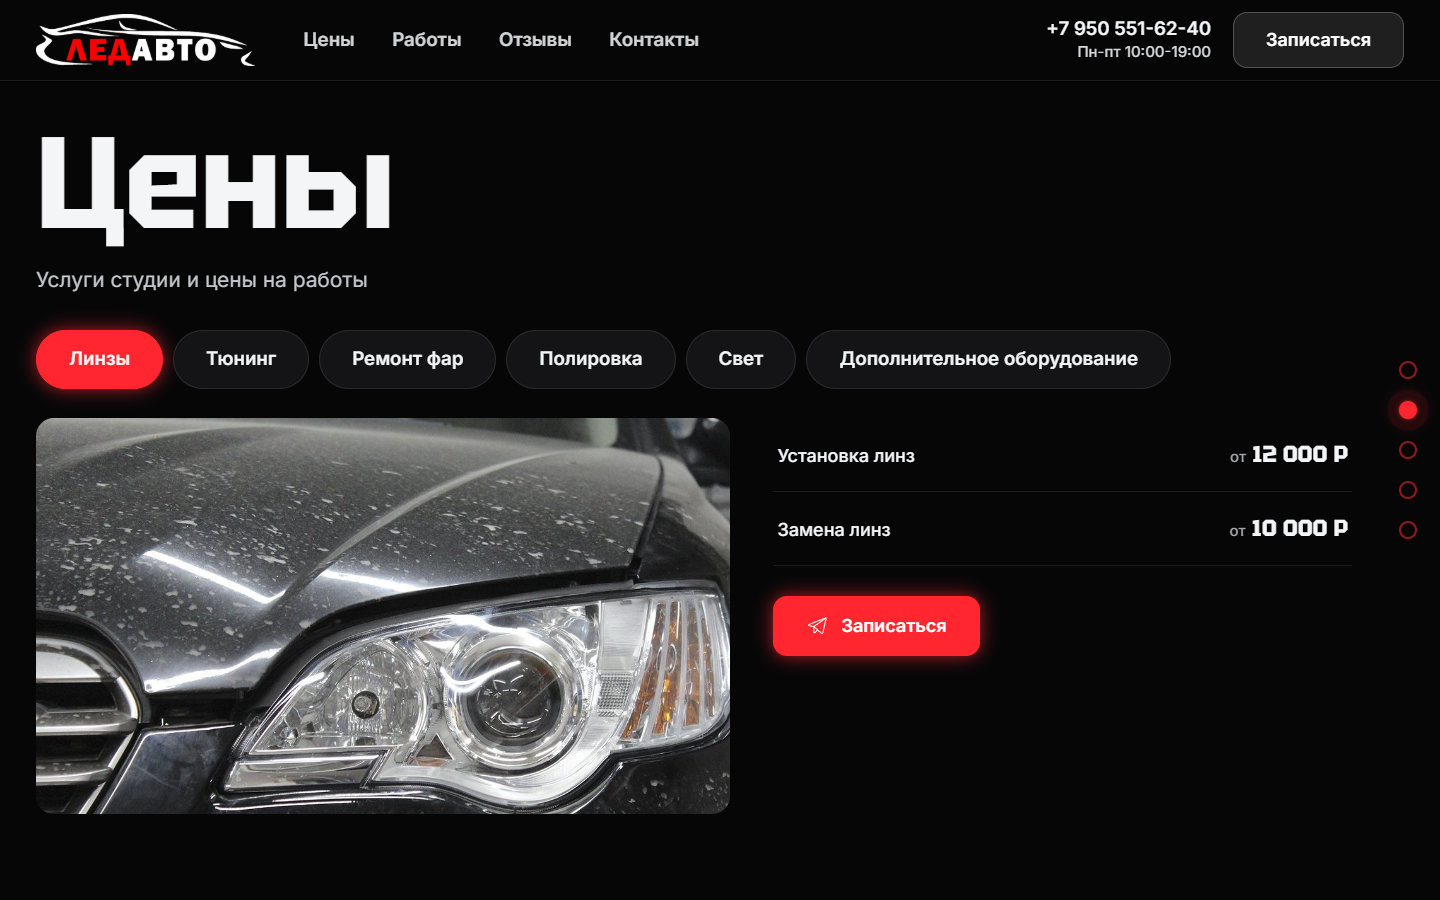 ЛЕДАВТО
Цены
Работы
Отзывы
Контакты
+7 950 551-62-40
Пн-пт 10:00-19:00
Записаться
Цены
Услуги студии и цены на работы
Линзы
Тюнинг
Ремонт фар
Полировка
Свет
Дополнительное оборудование
Установка линз
от 12 000 Р
Замена линз
от 10 000 Р
Записаться